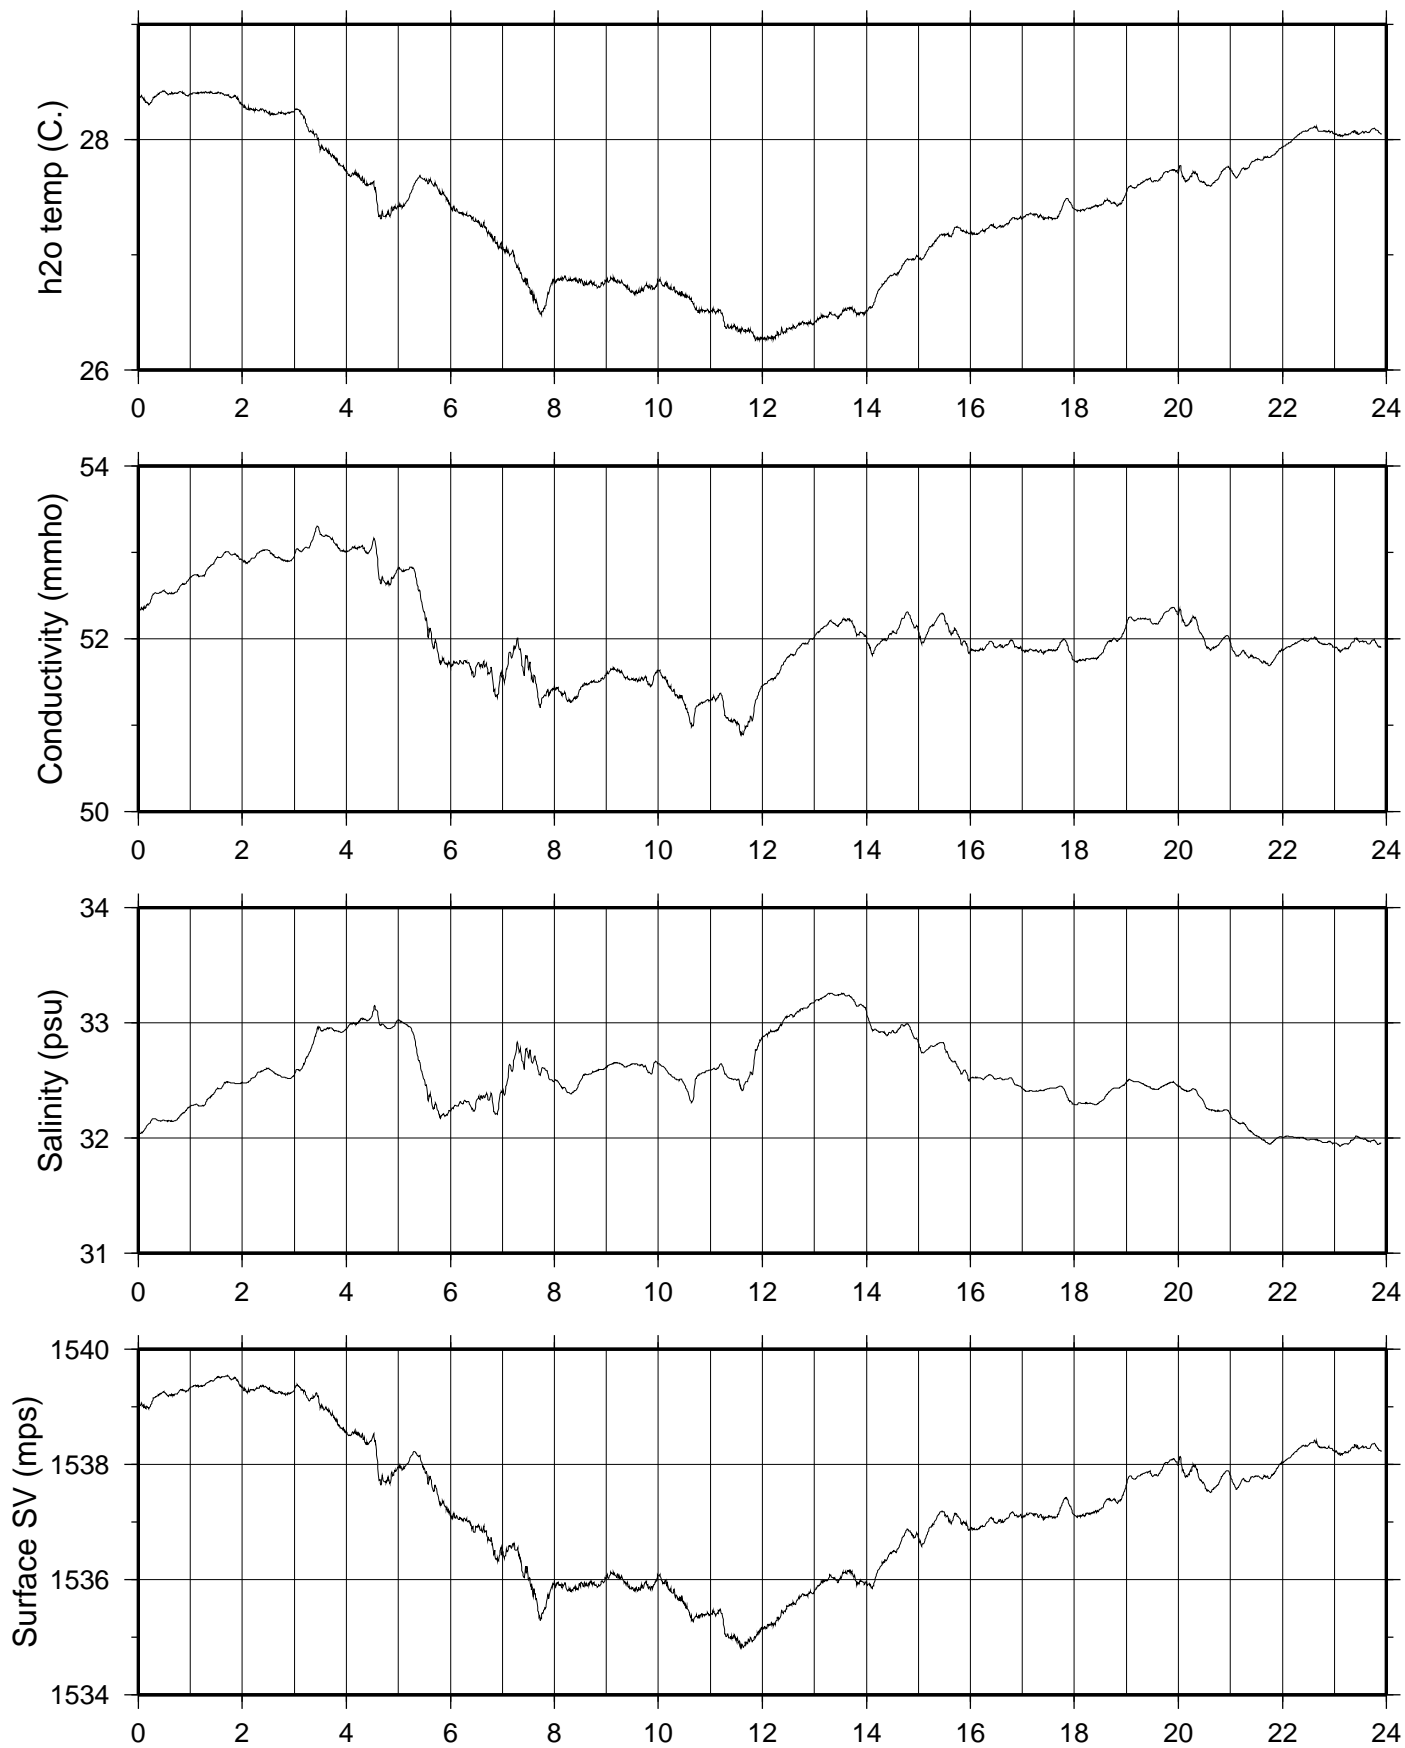 h2o temp (C.)
28
26
0 2 4 6 8 10 12 14 16 18 20 22 24
Conductivity (mmho)
54
52
50
0 2 4 6 8 10 12 14 16 18 20 22 24
Salinity (psu)
34
33
32
31
0 2 4 6 8 10 12 14 16 18 20 22 24
Surface SV (mps)
1540
1538
1536
1534
0 2 4 6 8 10 12 14 16 18 20 22 24